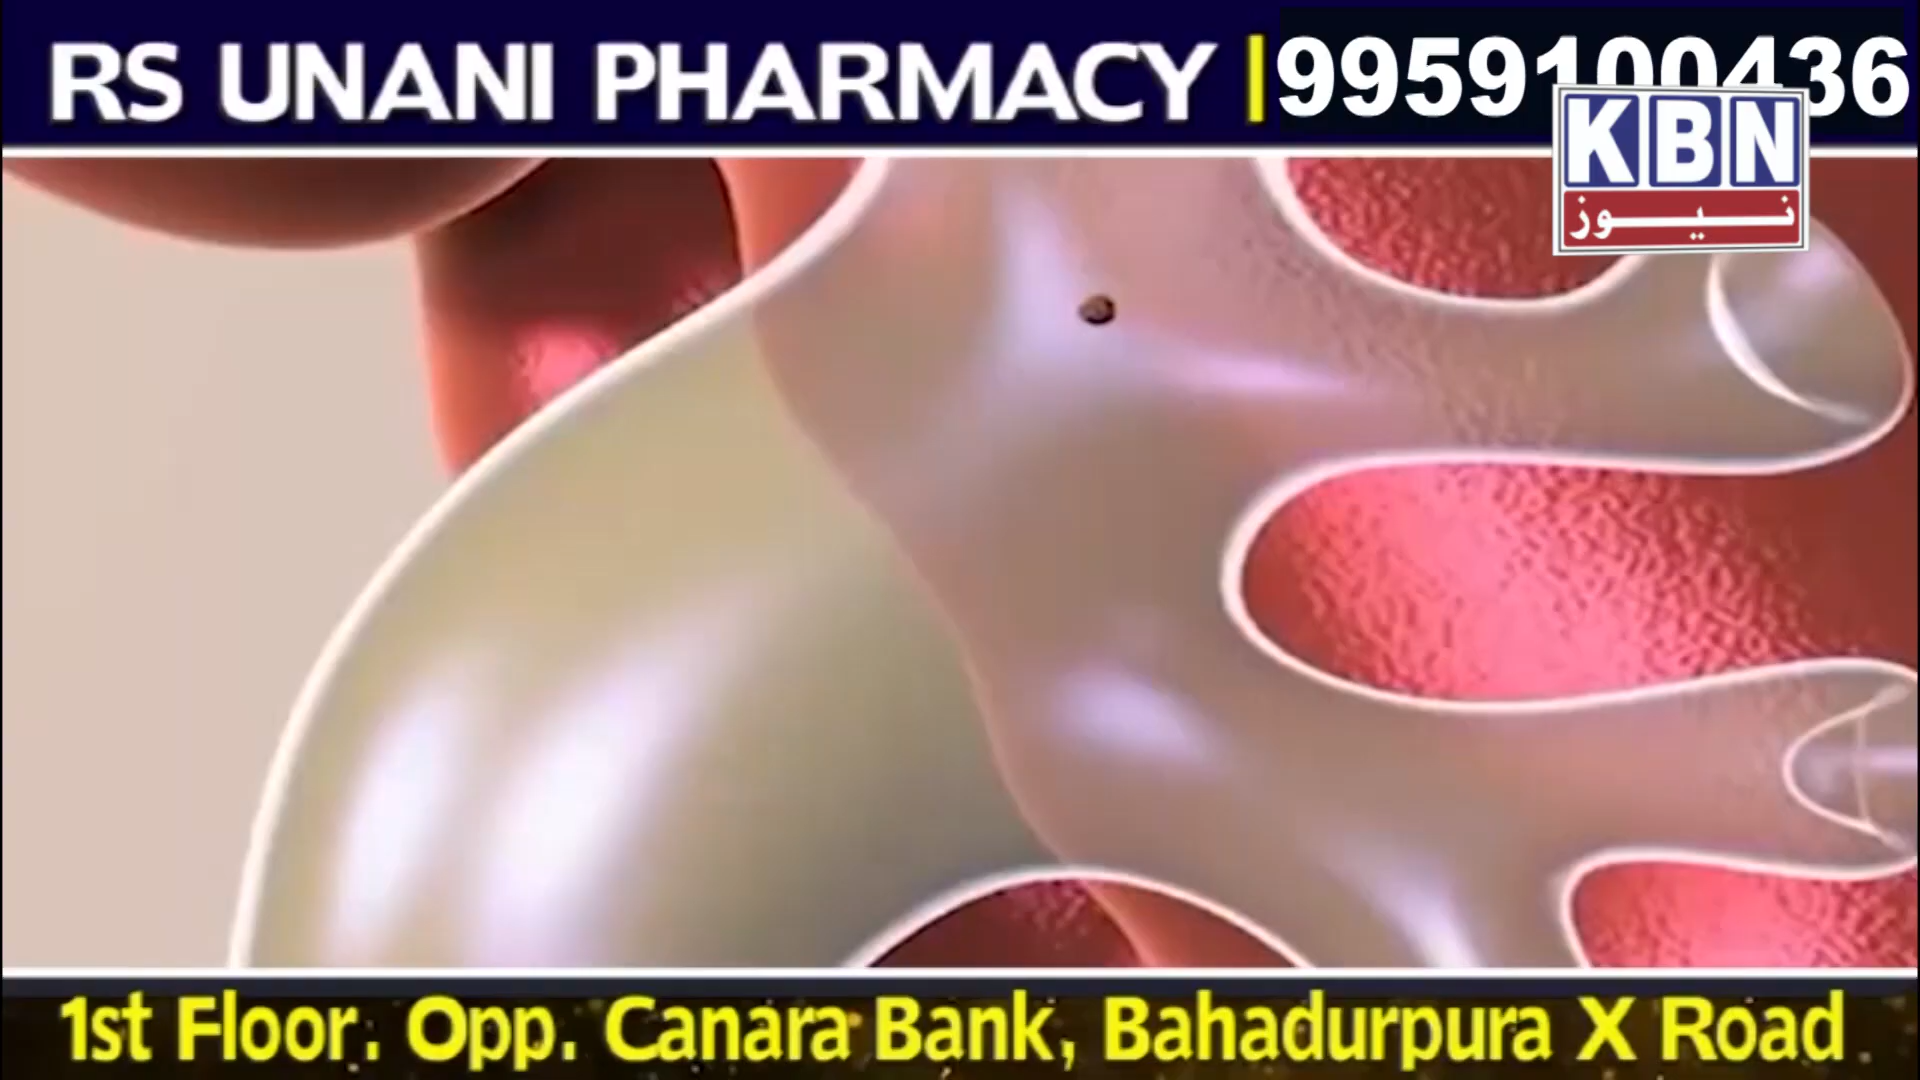 RS UNANI PHARMACY | 9959100436
KBN
نیوز
1st Floor. Opp. Canara Bank, Bahadurpura X Road